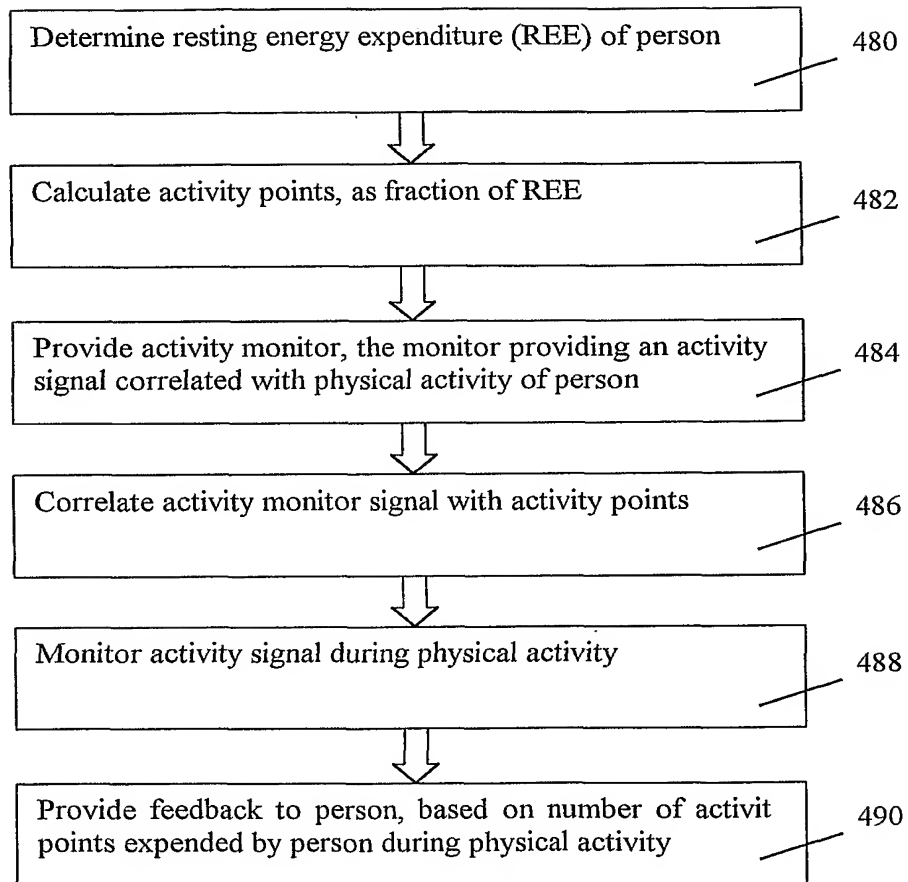 Determine resting energy expenditure (REE) of person
480
Calculate activity points, as fraction of REE
482
Provide activity monitor, the monitor providing an activity
signal correlated with physical activity of person
484
Correlate activity monitor signal with activity points
486
Monitor activity signal during physical activity
488
Provide feedback to person, based on number of activit
points expended by person during physical activity
490